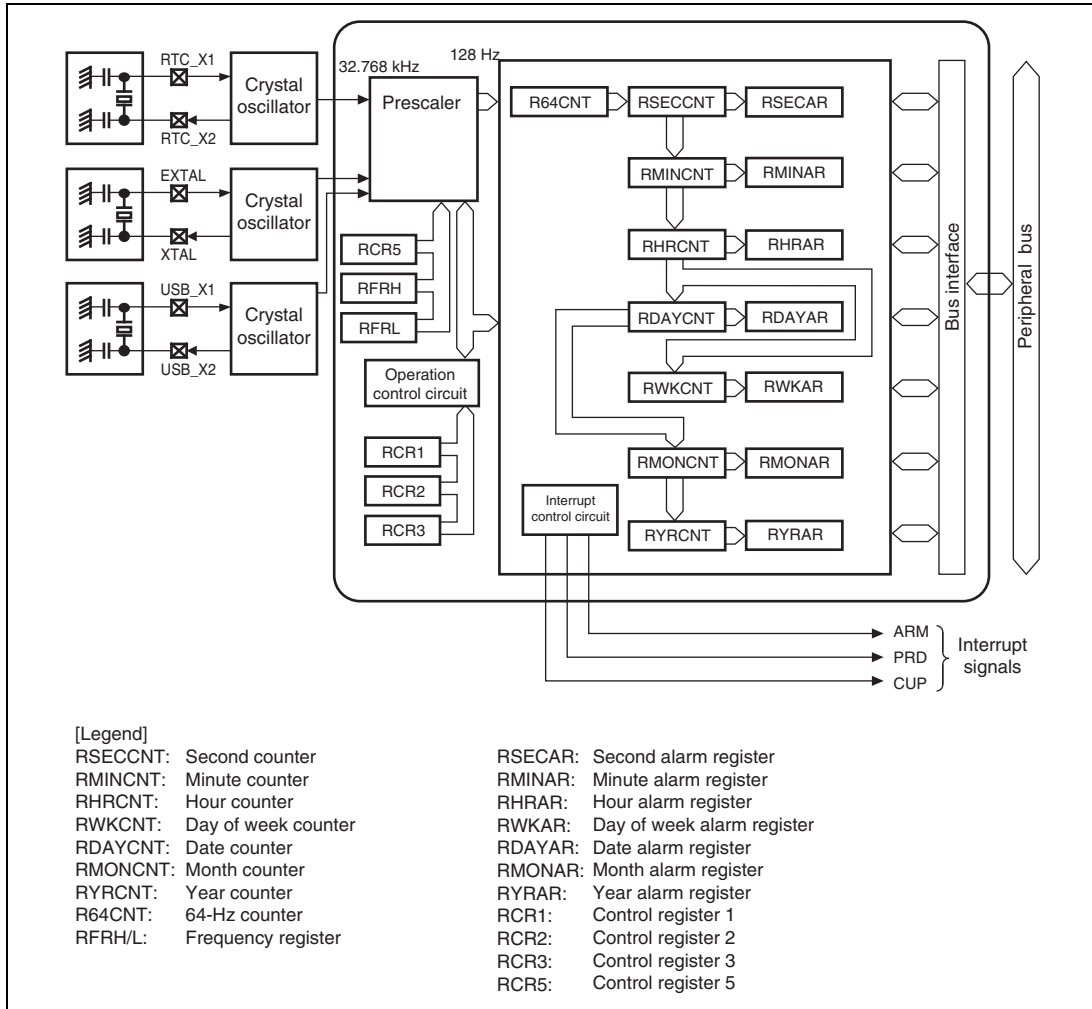 RTC_X1
Crystal
oscillator
RTC_X2
EXTAL
Crystal
oscillator
XTAL
USB_X1
Crystal
oscillator
USB_X2
32.768 kHz
128 Hz
Prescaler
RCR5
RFRH
RFRL
Operation
control circuit
RCR1
RCR2
RCR3
R64CNT
RSECCNT
RSECAR
RMINCNT
RMINAR
RHRCNT
RHRAR
RDAYCNT
RDAYAR
RWKCNT
RWKAR
RMONCNT
RMONAR
Interrupt
control circuit
RYRCNT
RYRAR
Bus interface
Peripheral bus
ARM
PRD
CUP
Interrupt
signals
[Legend]
RSECCNT: Second counter
RMINCNT: Minute counter
RHRCNT: Hour counter
RWKCNT: Day of week counter
RDAYCNT: Date counter
RMONCNT: Month counter
RYRCNT: Year counter
R64CNT: 64-Hz counter
RFRH/L: Frequency register
RSECAR: Second alarm register
RMINAR: Minute alarm register
RHRAR: Hour alarm register
RWKAR: Day of week alarm register
RDAYAR: Date alarm register
RMONAR: Month alarm register
RYRAR: Year alarm register
RCR1: Control register 1
RCR2: Control register 2
RCR3: Control register 3
RCR5: Control register 5